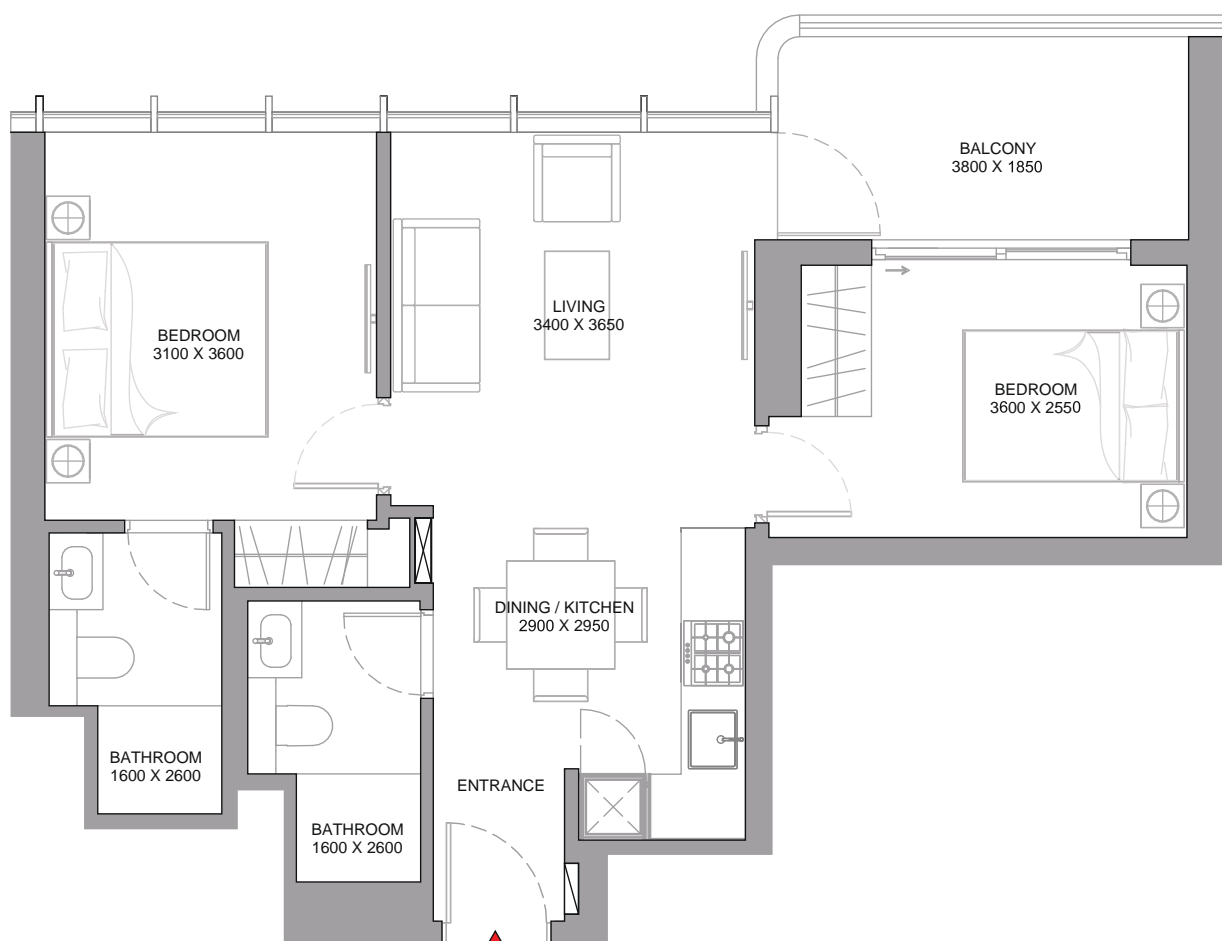 BALCONY
3800 X 1850
LIVING
3400 X 3650
BEDROOM
3100 X 3600
BEDROOM
3600 X 2550
DINING / KITCHEN
2900 X 2950
BATHROOM
1600 X 2600
ENTRANCE
BATHROOM
1600 X 2600